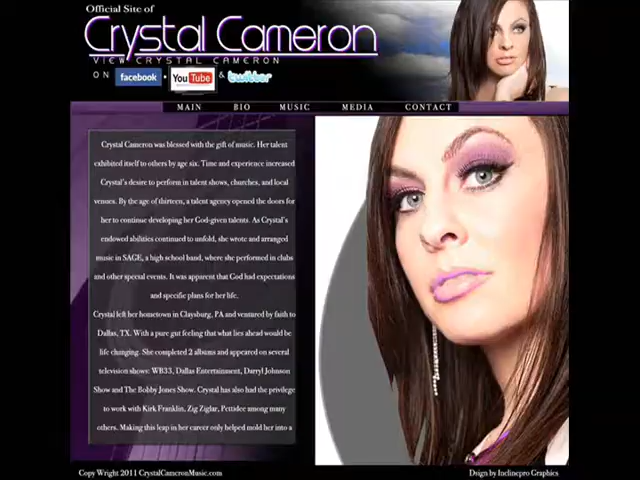 Official Site of
Crystal Cameron
VIEW CRYSTAL CAMERON
ON facebook • YouTube & twitter
MAIN BIO MUSIC MEDIA CONTACT
Crystal Cameron was blessed with the gift of music. Her talent
exhibited itself to others by age six. Time and experience increased
Crystal's desire to perform in talent shows, churches, and local
venues. By the age of thirteen, a talent agency opened the doors for
her to continue developing her God-given talents. As Crystal's
endowed abilities continued to unfold, she wrote and arranged
music in SAGE, a high school band, where she performed in clubs
and other special events. It was apparent that God had expectations
and specific plans for her life.
Crystal left her hometown in Claysburg, PA and ventured by faith to
Dallas, TX. With a pure gut feeling that what lies ahead would be
life changing. She completed 2 albums and appeared on several
television shows: WB33, Dallas Entertainment, Darryl Johnson
Show and The Bobby Jones Show. Crystal has also had the privilege
to work with Kirk Franklin, Zig Ziglar, Pettidee among many
others. Making this leap in her career only helped mold her into a
Copy Wright 2011 CrystalCameronMusic.com
Dsign by Inclinepro Graphics